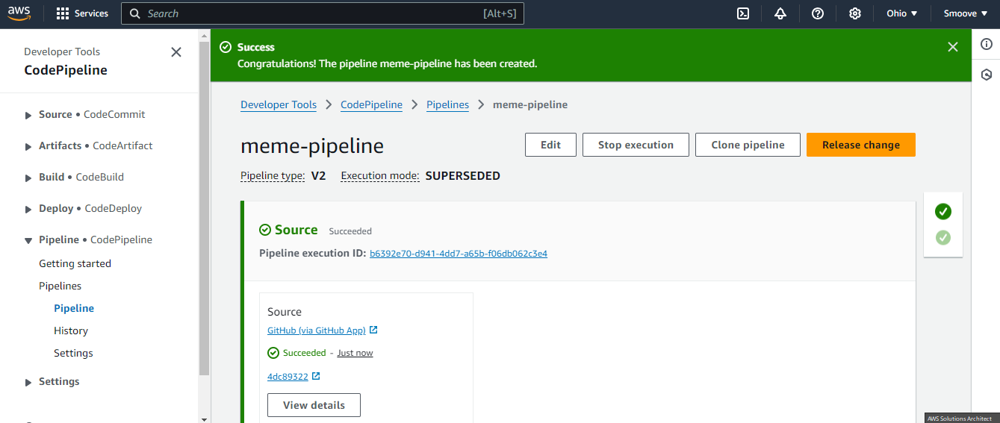 aws
Services
Search
[Alt+S]
Ohio ▼
Smoove ▼
Developer Tools
CodePipeline
Source • CodeCommit
Artifacts • CodeArtifact
Build • CodeBuild
Deploy • CodeDeploy
Pipeline • CodePipeline
Getting started
Pipelines
Pipeline
History
Settings
Settings
Success
Congratulations! The pipeline meme-pipeline has been created.
Developer Tools > CodePipeline > Pipelines > meme-pipeline
meme-pipeline
Edit
Stop execution
Clone pipeline
Release change
Pipeline type: V2 Execution mode: SUPERSEDED
Source Succeeded
Pipeline execution ID: b6392e70-d941-4dd7-a65b-f06db062c3e4
Source
GitHub (via GitHub App)
Succeeded - Just now
4dc89322
View details
AWS Solutions Architect